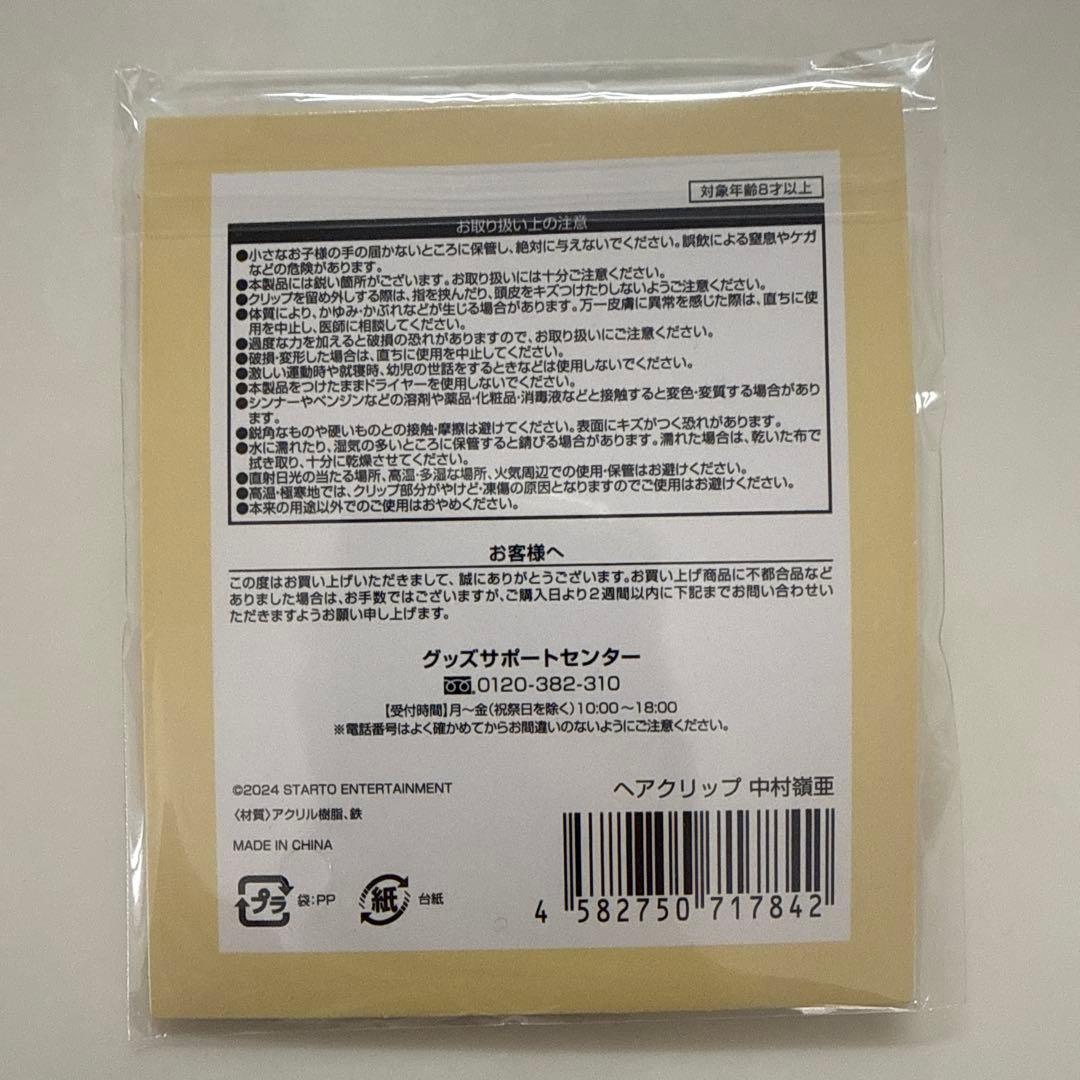 対象年齢8才以上
お取り扱い上の注意
●小さなお子様の手の届かないところに保管し、絶対に与えないでください。誤飲による窒息やケガ
などの危険があります。
●本製品には鋭い箇所がございます。お取り扱いには十分ご注意ください。
●クリップを留め外しする際は、指を挟んだり、頭皮をキズつけたりしないようご注意ください。
●体質により、かゆみ・かぶれなどが生じる場合があります。万一皮膚に異常を感じた際は、直ちに使
用を中止し、医師に相談してください。
●過度な力を加えると破損の恐れがありますので、お取り扱いにご注意ください。
●破損・変形した場合は、直ちに使用を中止してください。
●激しい運動時や就寝時、幼児の世話をするときなどは使用しないでください。
●本製品をつけたままドライヤーを使用しないでください。
●シンナーやベンジンなどの溶剤や薬品・化粧品・消毒液などと接触すると変色・変質する場合があり
ます。
●鋭角なものや硬いものとの接触・摩擦は避けてください。表面にキズがつく恐れがあります。
●水に濡れたり、湿気の多いところに保管すると錆びる場合があります。濡れた場合は、乾いた布で
拭き取り、十分に乾燥させてください。
●直射日光の当たる場所、高温・多湿な場所、火気周辺での使用・保管はお避けください。
●高温・極寒地では、クリップ部分がやけど・凍傷の原因となりますのでご使用はお避けください。
●本来の用途以外でのご使用はおやめください。
お客様へ
この度はお買い上げいただきまして、誠にありがとうございます。お買い上げ商品に不都合品など
ありました場合は、お手数ではございますが、ご購入日より2週間以内に下記までお問い合わせい
ただきますようお願い申し上げます。
グッズサポートセンター
0120-382-310
【受付時間】月〜金(祝祭日を除く)10:00〜18:00
※電話番号はよく確かめてからお間違いのないようにご注意ください。
©2024 STARTO ENTERTAINMENT
ヘアクリップ 中村嶺亜
〈材質〉アクリル樹脂、鉄
MADE IN CHINA
プラ 袋:PP 紙 台紙
4 582750 717842